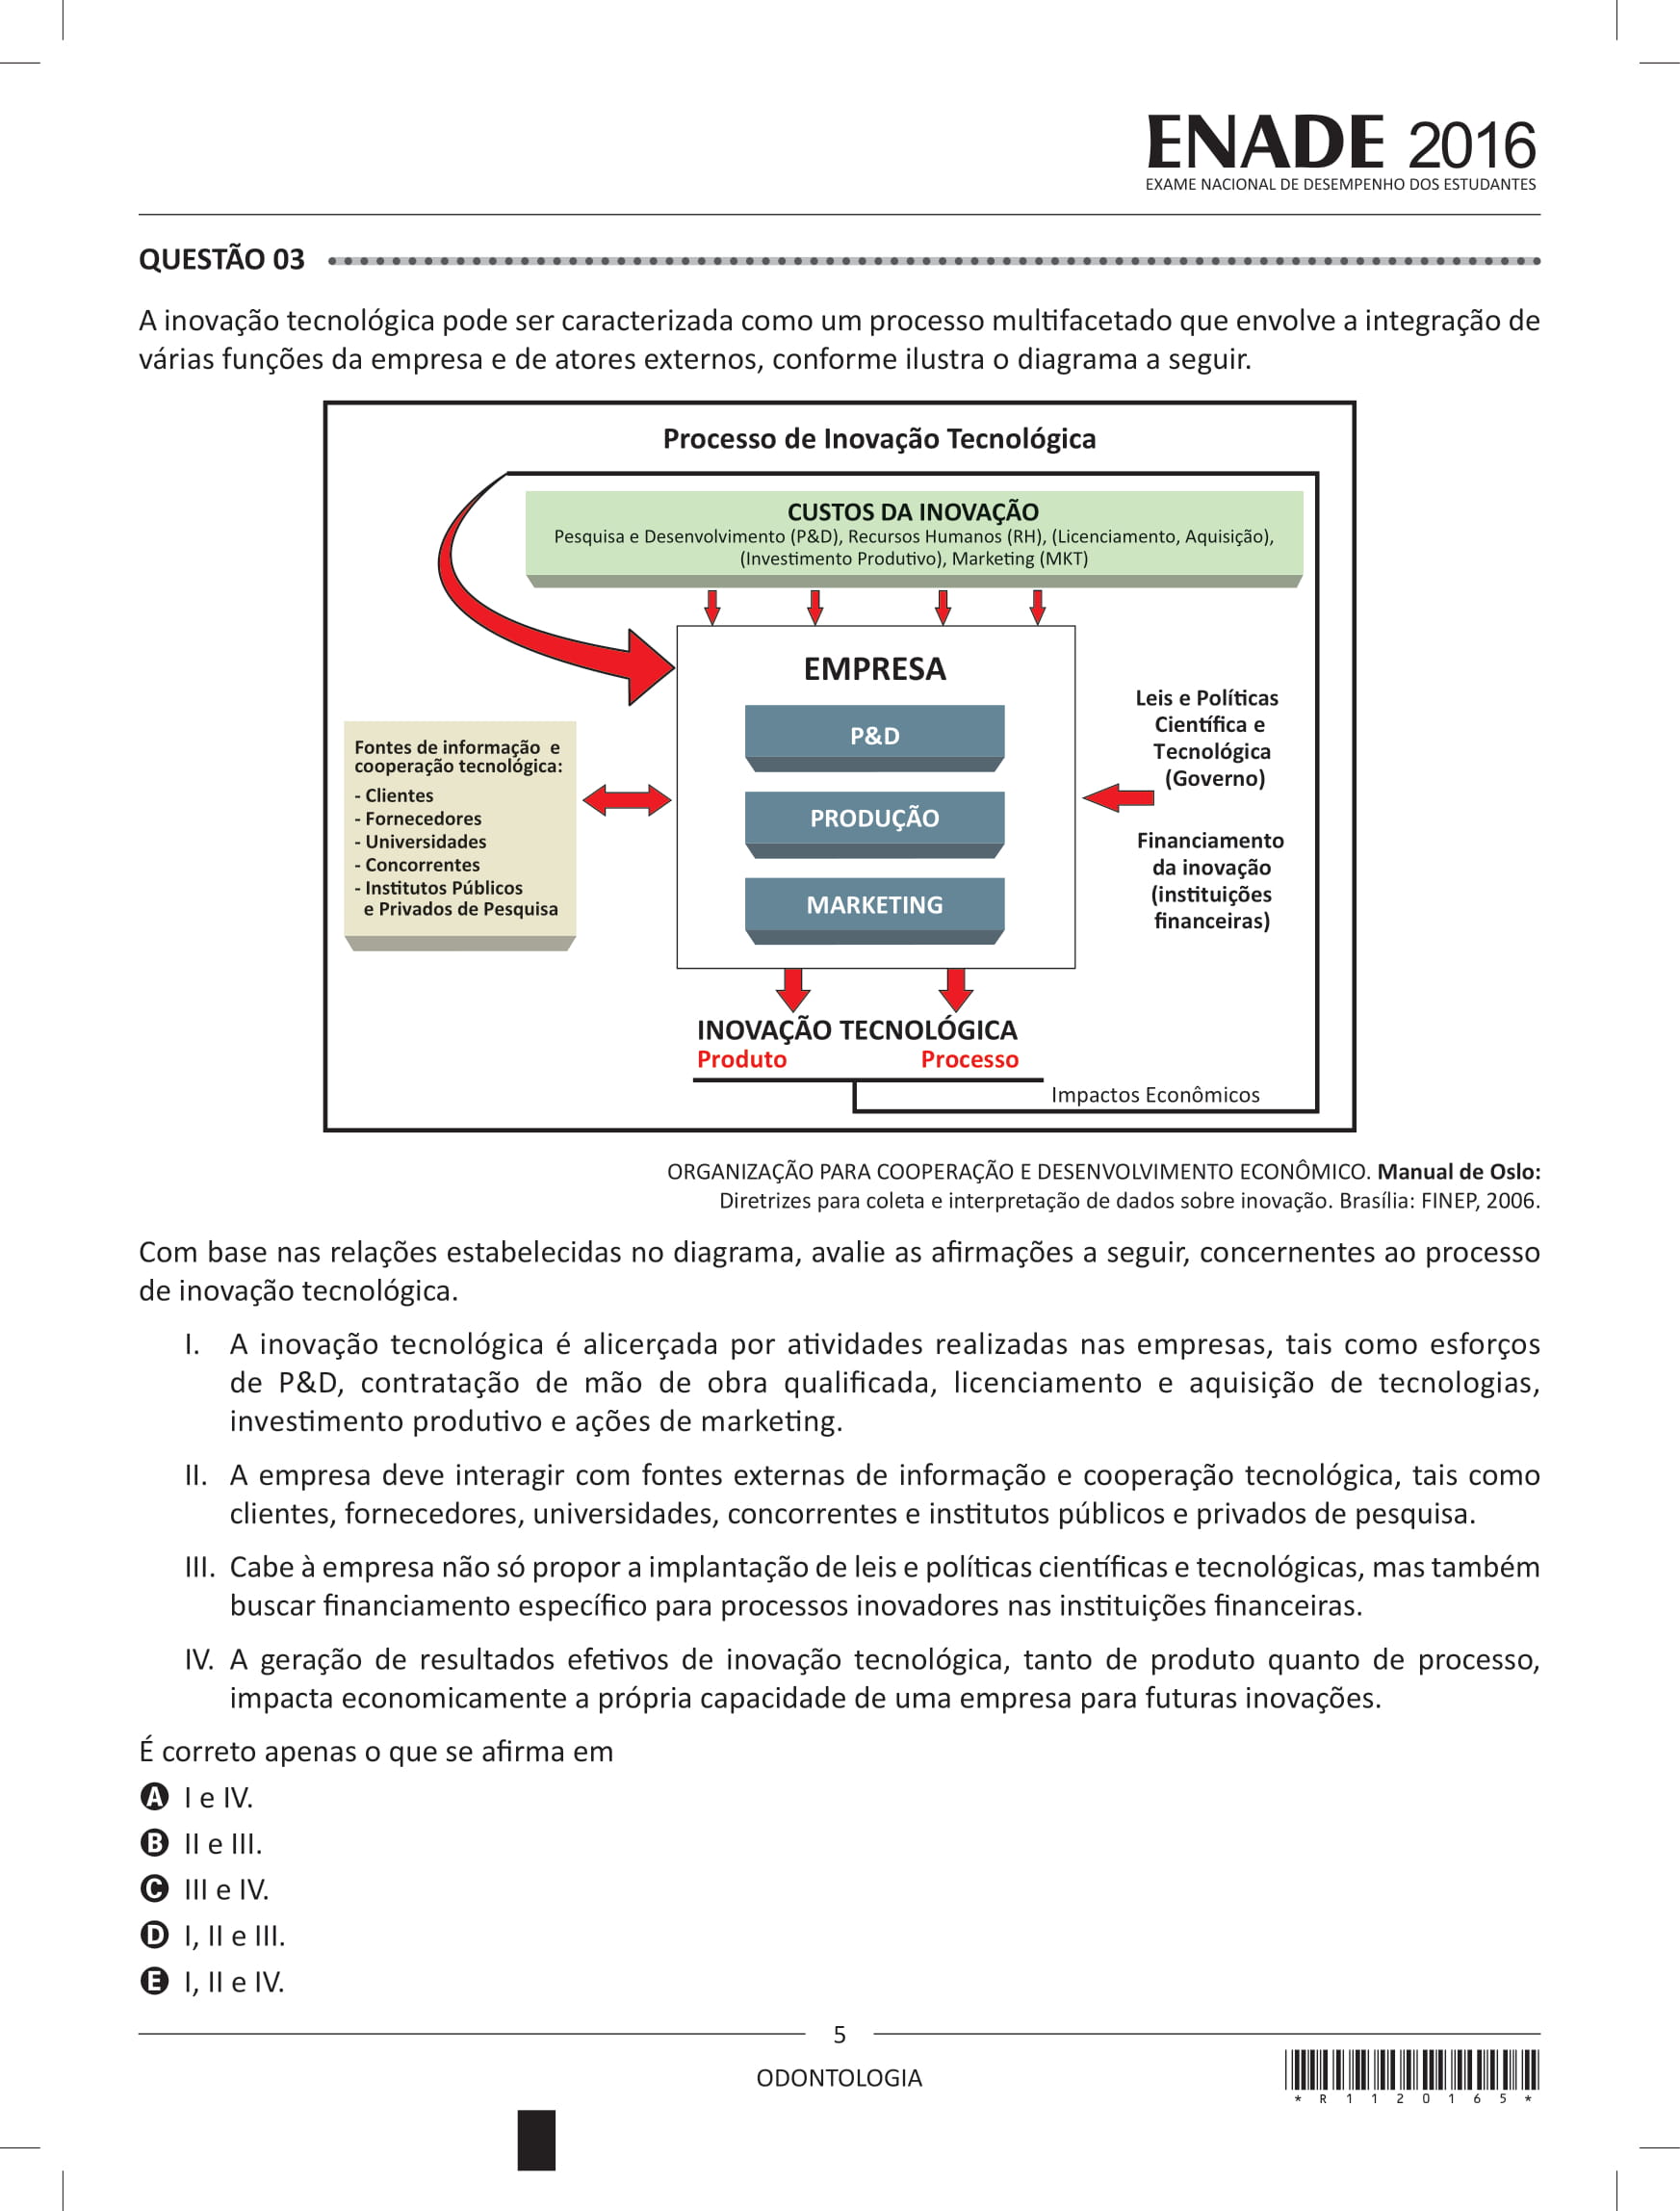 ENADE 2016
EXAME NACIONAL DE DESEMPENHO DOS ESTUDANTES
QUESTÃO 03
A inovação tecnológica pode ser caracterizada como um processo multifacetado que envolve a integração de
várias funções da empresa e de atores externos, conforme ilustra o diagrama a seguir.
Processo de Inovação Tecnológica
CUSTOS DA INOVAÇÃO
Pesquisa e Desenvolvimento (P&D), Recursos Humanos (RH), (Licenciamento, Aquisição),
(Investimento Produtivo), Marketing (MKT)
EMPRESA
P&D
PRODUÇÃO
MARKETING
Fontes de informação e
cooperação tecnológica:
- Clientes
- Fornecedores
- Universidades
- Concorrentes
- Institutos Públicos
e Privados de Pesquisa
Leis e Políticas
Científica e
Tecnológica
(Governo)
Financiamento
da inovação
(instituições
financeiras)
INOVAÇÃO TECNOLÓGICA
Produto Processo
Impactos Econômicos
ORGANIZAÇÃO PARA COOPERAÇÃO E DESENVOLVIMENTO ECONÔMICO. Manual de Oslo:
Diretrizes para coleta e interpretação de dados sobre inovação. Brasília: FINEP, 2006.
Com base nas relações estabelecidas no diagrama, avalie as afirmações a seguir, concernentes ao processo
de inovação tecnológica.
I. A inovação tecnológica é alicerçada por atividades realizadas nas empresas, tais como esforços
de P&D, contratação de mão de obra qualificada, licenciamento e aquisição de tecnologias,
investimento produtivo e ações de marketing.
II. A empresa deve interagir com fontes externas de informação e cooperação tecnológica, tais como
clientes, fornecedores, universidades, concorrentes e institutos públicos e privados de pesquisa.
III. Cabe à empresa não só propor a implantação de leis e políticas científicas e tecnológicas, mas também
buscar financiamento específico para processos inovadores nas instituições financeiras.
IV. A geração de resultados efetivos de inovação tecnológica, tanto de produto quanto de processo,
impacta economicamente a própria capacidade de uma empresa para futuras inovações.
É correto apenas o que se afirma em
A I e IV.
B II e III.
C III e IV.
D I, II e III.
E I, II e IV.
5
ODONTOLOGIA
* R 1 1 2 0 1 6 5 *